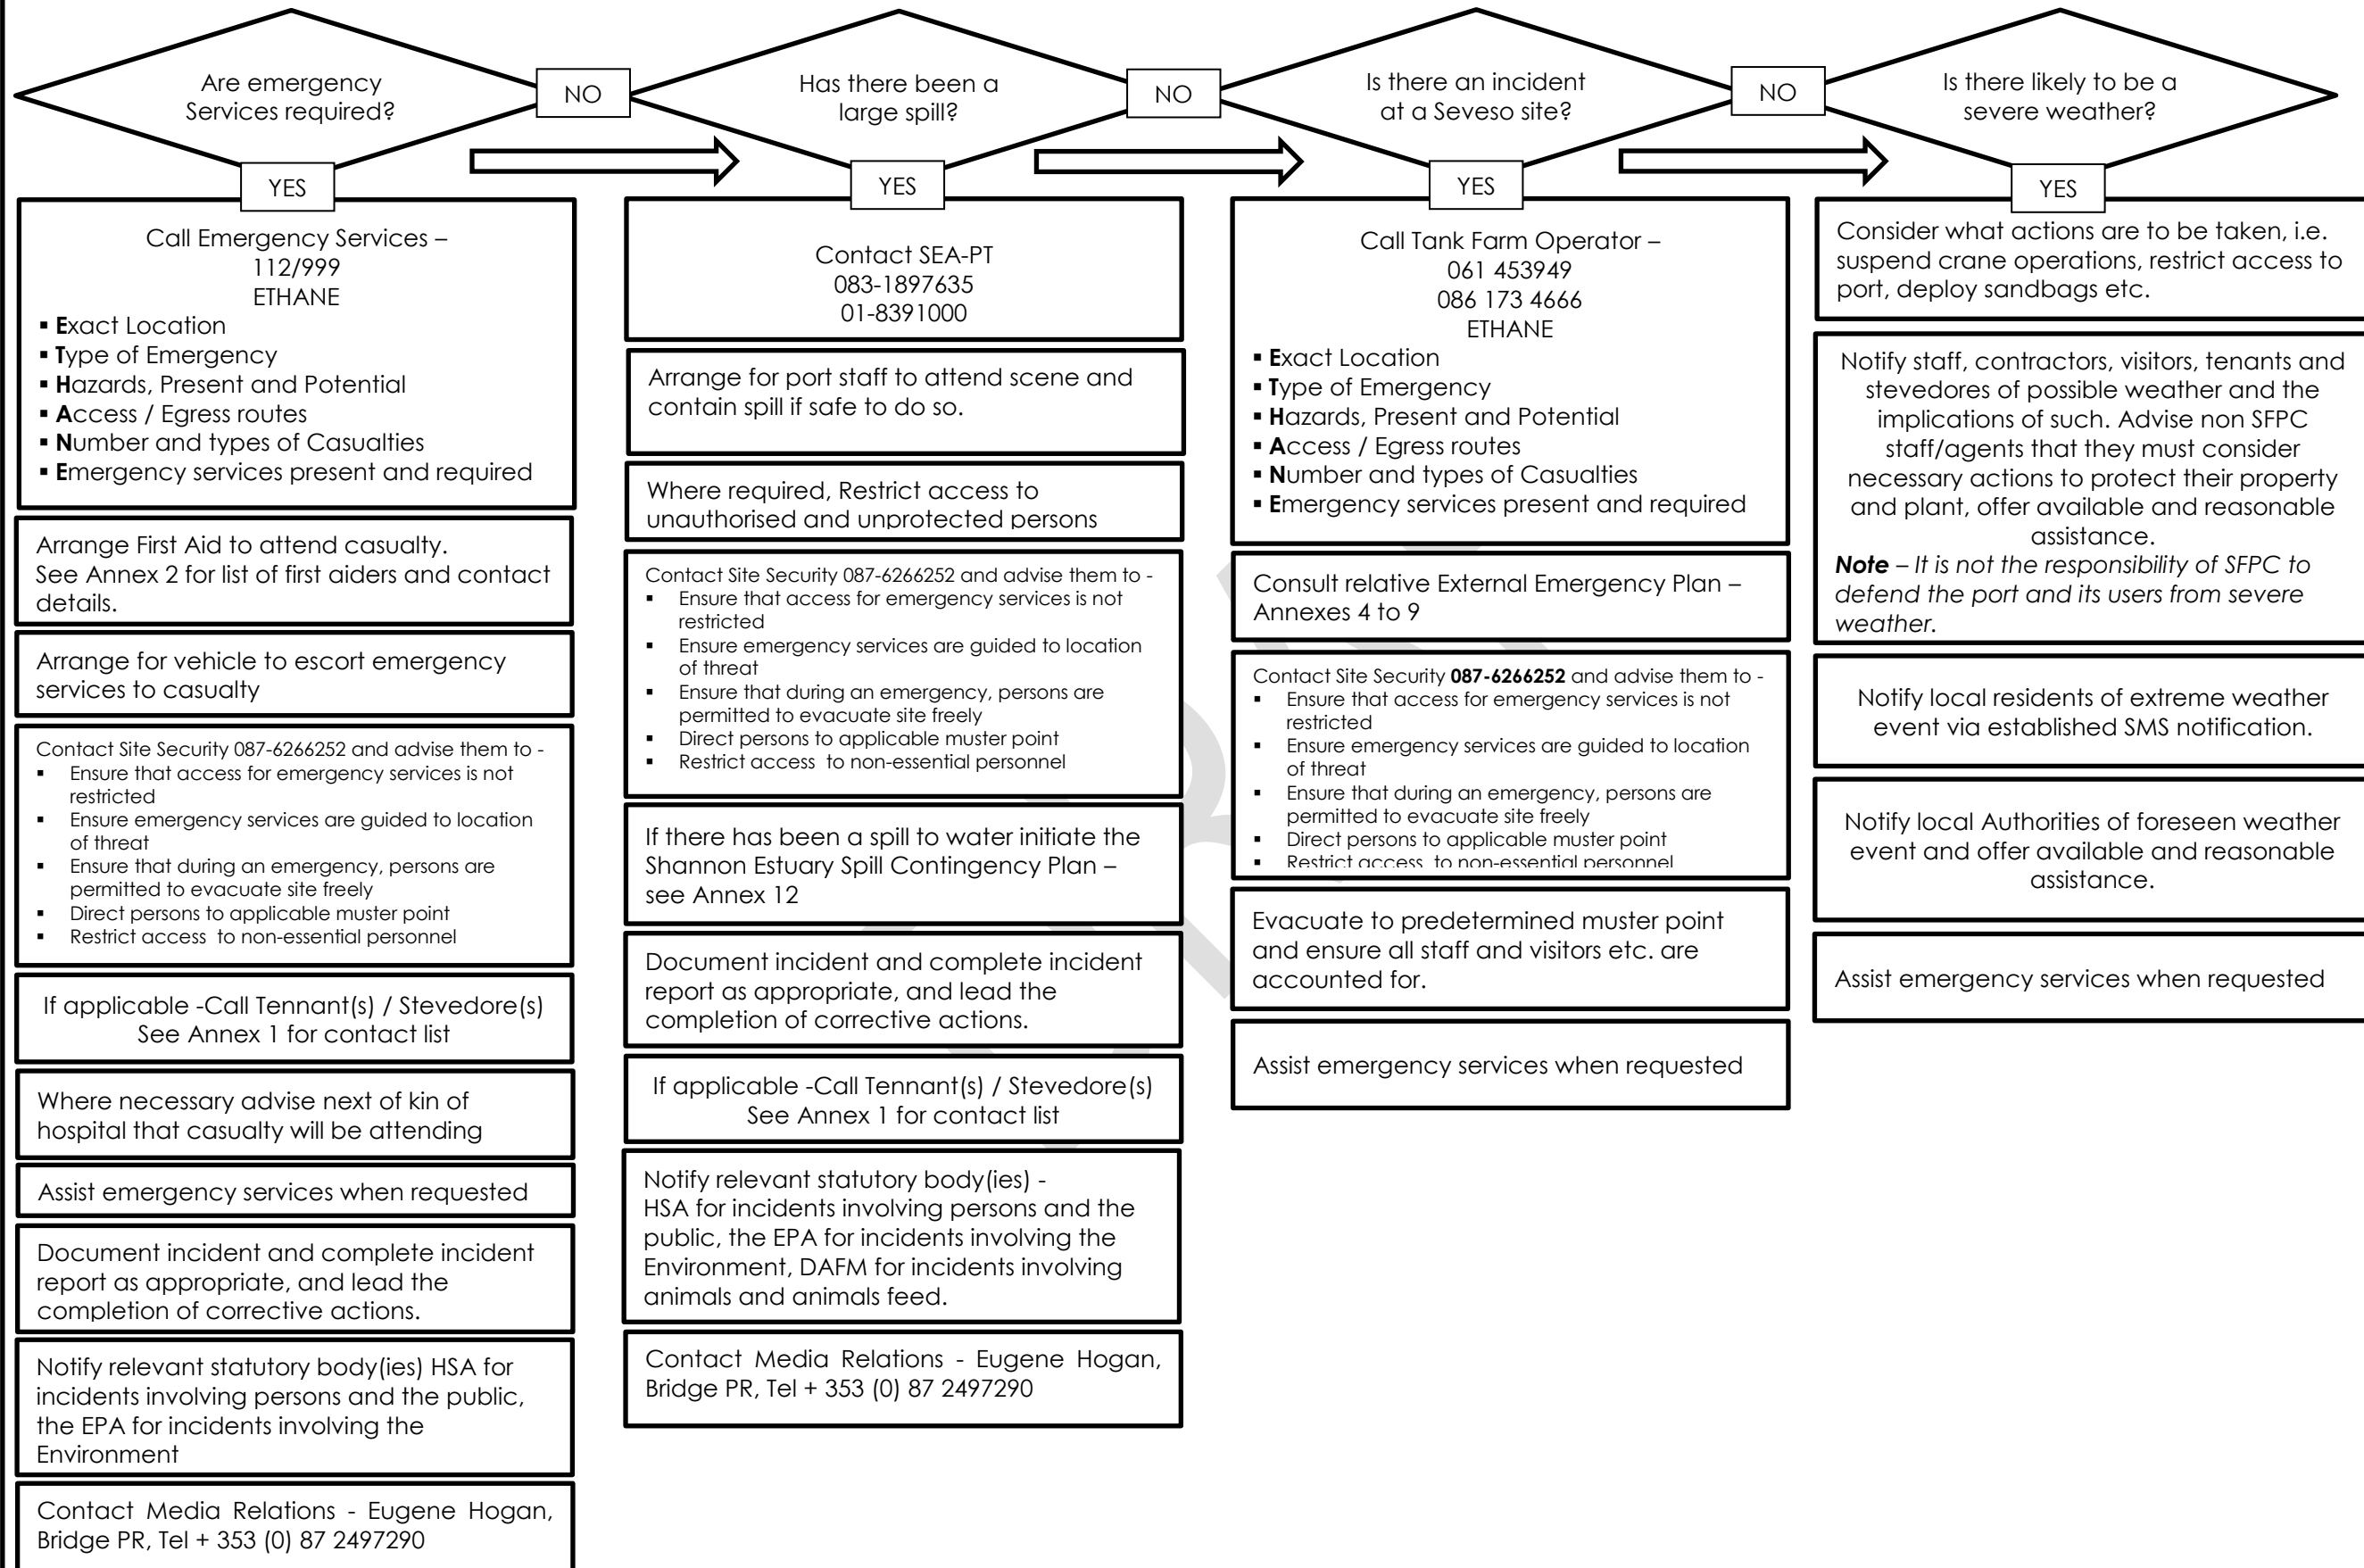 Are emergency
Services required?
NO
YES
Call Emergency Services –
112/999
ETHANE
▪ Exact Location
▪ Type of Emergency
▪ Hazards, Present and Potential
▪ Access / Egress routes
▪ Number and types of Casualties
▪ Emergency services present and required
Arrange First Aid to attend casualty.
See Annex 2 for list of first aiders and contact
details.
Arrange for vehicle to escort emergency
services to casualty
Contact Site Security 087-6266252 and advise them to -
▪ Ensure that access for emergency services is not
restricted
▪ Ensure emergency services are guided to location
of threat
▪ Ensure that during an emergency, persons are
permitted to evacuate site freely
▪ Direct persons to applicable muster point
▪ Restrict access to non-essential personnel
If applicable -Call Tennant(s) / Stevedore(s)
See Annex 1 for contact list
Where necessary advise next of kin of
hospital that casualty will be attending
Assist emergency services when requested
Document incident and complete incident
report as appropriate, and lead the
completion of corrective actions.
Notify relevant statutory body(ies) HSA for
incidents involving persons and the public,
the EPA for incidents involving the
Environment
Contact Media Relations - Eugene Hogan,
Bridge PR, Tel + 353 (0) 87 2497290
Has there been a
large spill?
NO
YES
Contact SEA-PT
083-1897635
01-8391000
Arrange for port staff to attend scene and
contain spill if safe to do so.
Where required, Restrict access to
unauthorised and unprotected persons
Contact Site Security 087-6266252 and advise them to -
▪ Ensure that access for emergency services is not
restricted
▪ Ensure emergency services are guided to location
of threat
▪ Ensure that during an emergency, persons are
permitted to evacuate site freely
▪ Direct persons to applicable muster point
▪ Restrict access to non-essential personnel
If there has been a spill to water initiate the
Shannon Estuary Spill Contingency Plan –
see Annex 12
Document incident and complete incident
report as appropriate, and lead the
completion of corrective actions.
If applicable -Call Tennant(s) / Stevedore(s)
See Annex 1 for contact list
Notify relevant statutory body(ies) -
HSA for incidents involving persons and the
public, the EPA for incidents involving the
Environment, DAFM for incidents involving
animals and animals feed.
Contact Media Relations - Eugene Hogan,
Bridge PR, Tel + 353 (0) 87 2497290
Is there an incident
at a Seveso site?
NO
YES
Call Tank Farm Operator –
061 453949
086 173 4666
ETHANE
▪ Exact Location
▪ Type of Emergency
▪ Hazards, Present and Potential
▪ Access / Egress routes
▪ Number and types of Casualties
▪ Emergency services present and required
Consult relative External Emergency Plan –
Annexes 4 to 9
Contact Site Security 087-6266252 and advise them to -
▪ Ensure that access for emergency services is not
restricted
▪ Ensure emergency services are guided to location
of threat
▪ Ensure that during an emergency, persons are
permitted to evacuate site freely
▪ Direct persons to applicable muster point
▪ Restrict access to non-essential personnel
Evacuate to predetermined muster point
and ensure all staff and visitors etc. are
accounted for.
Assist emergency services when requested
Is there likely to be a
severe weather?
YES
Consider what actions are to be taken, i.e.
suspend crane operations, restrict access to
port, deploy sandbags etc.
Notify staff, contractors, visitors, tenants and
stevedores of possible weather and the
implications of such. Advise non SFPC
staff/agents that they must consider
necessary actions to protect their property
and plant, offer available and reasonable
assistance.
Note – It is not the responsibility of SFPC to
defend the port and its users from severe
weather.
Notify local residents of extreme weather
event via established SMS notification.
Notify local Authorities of foreseen weather
event and offer available and reasonable
assistance.
Assist emergency services when requested